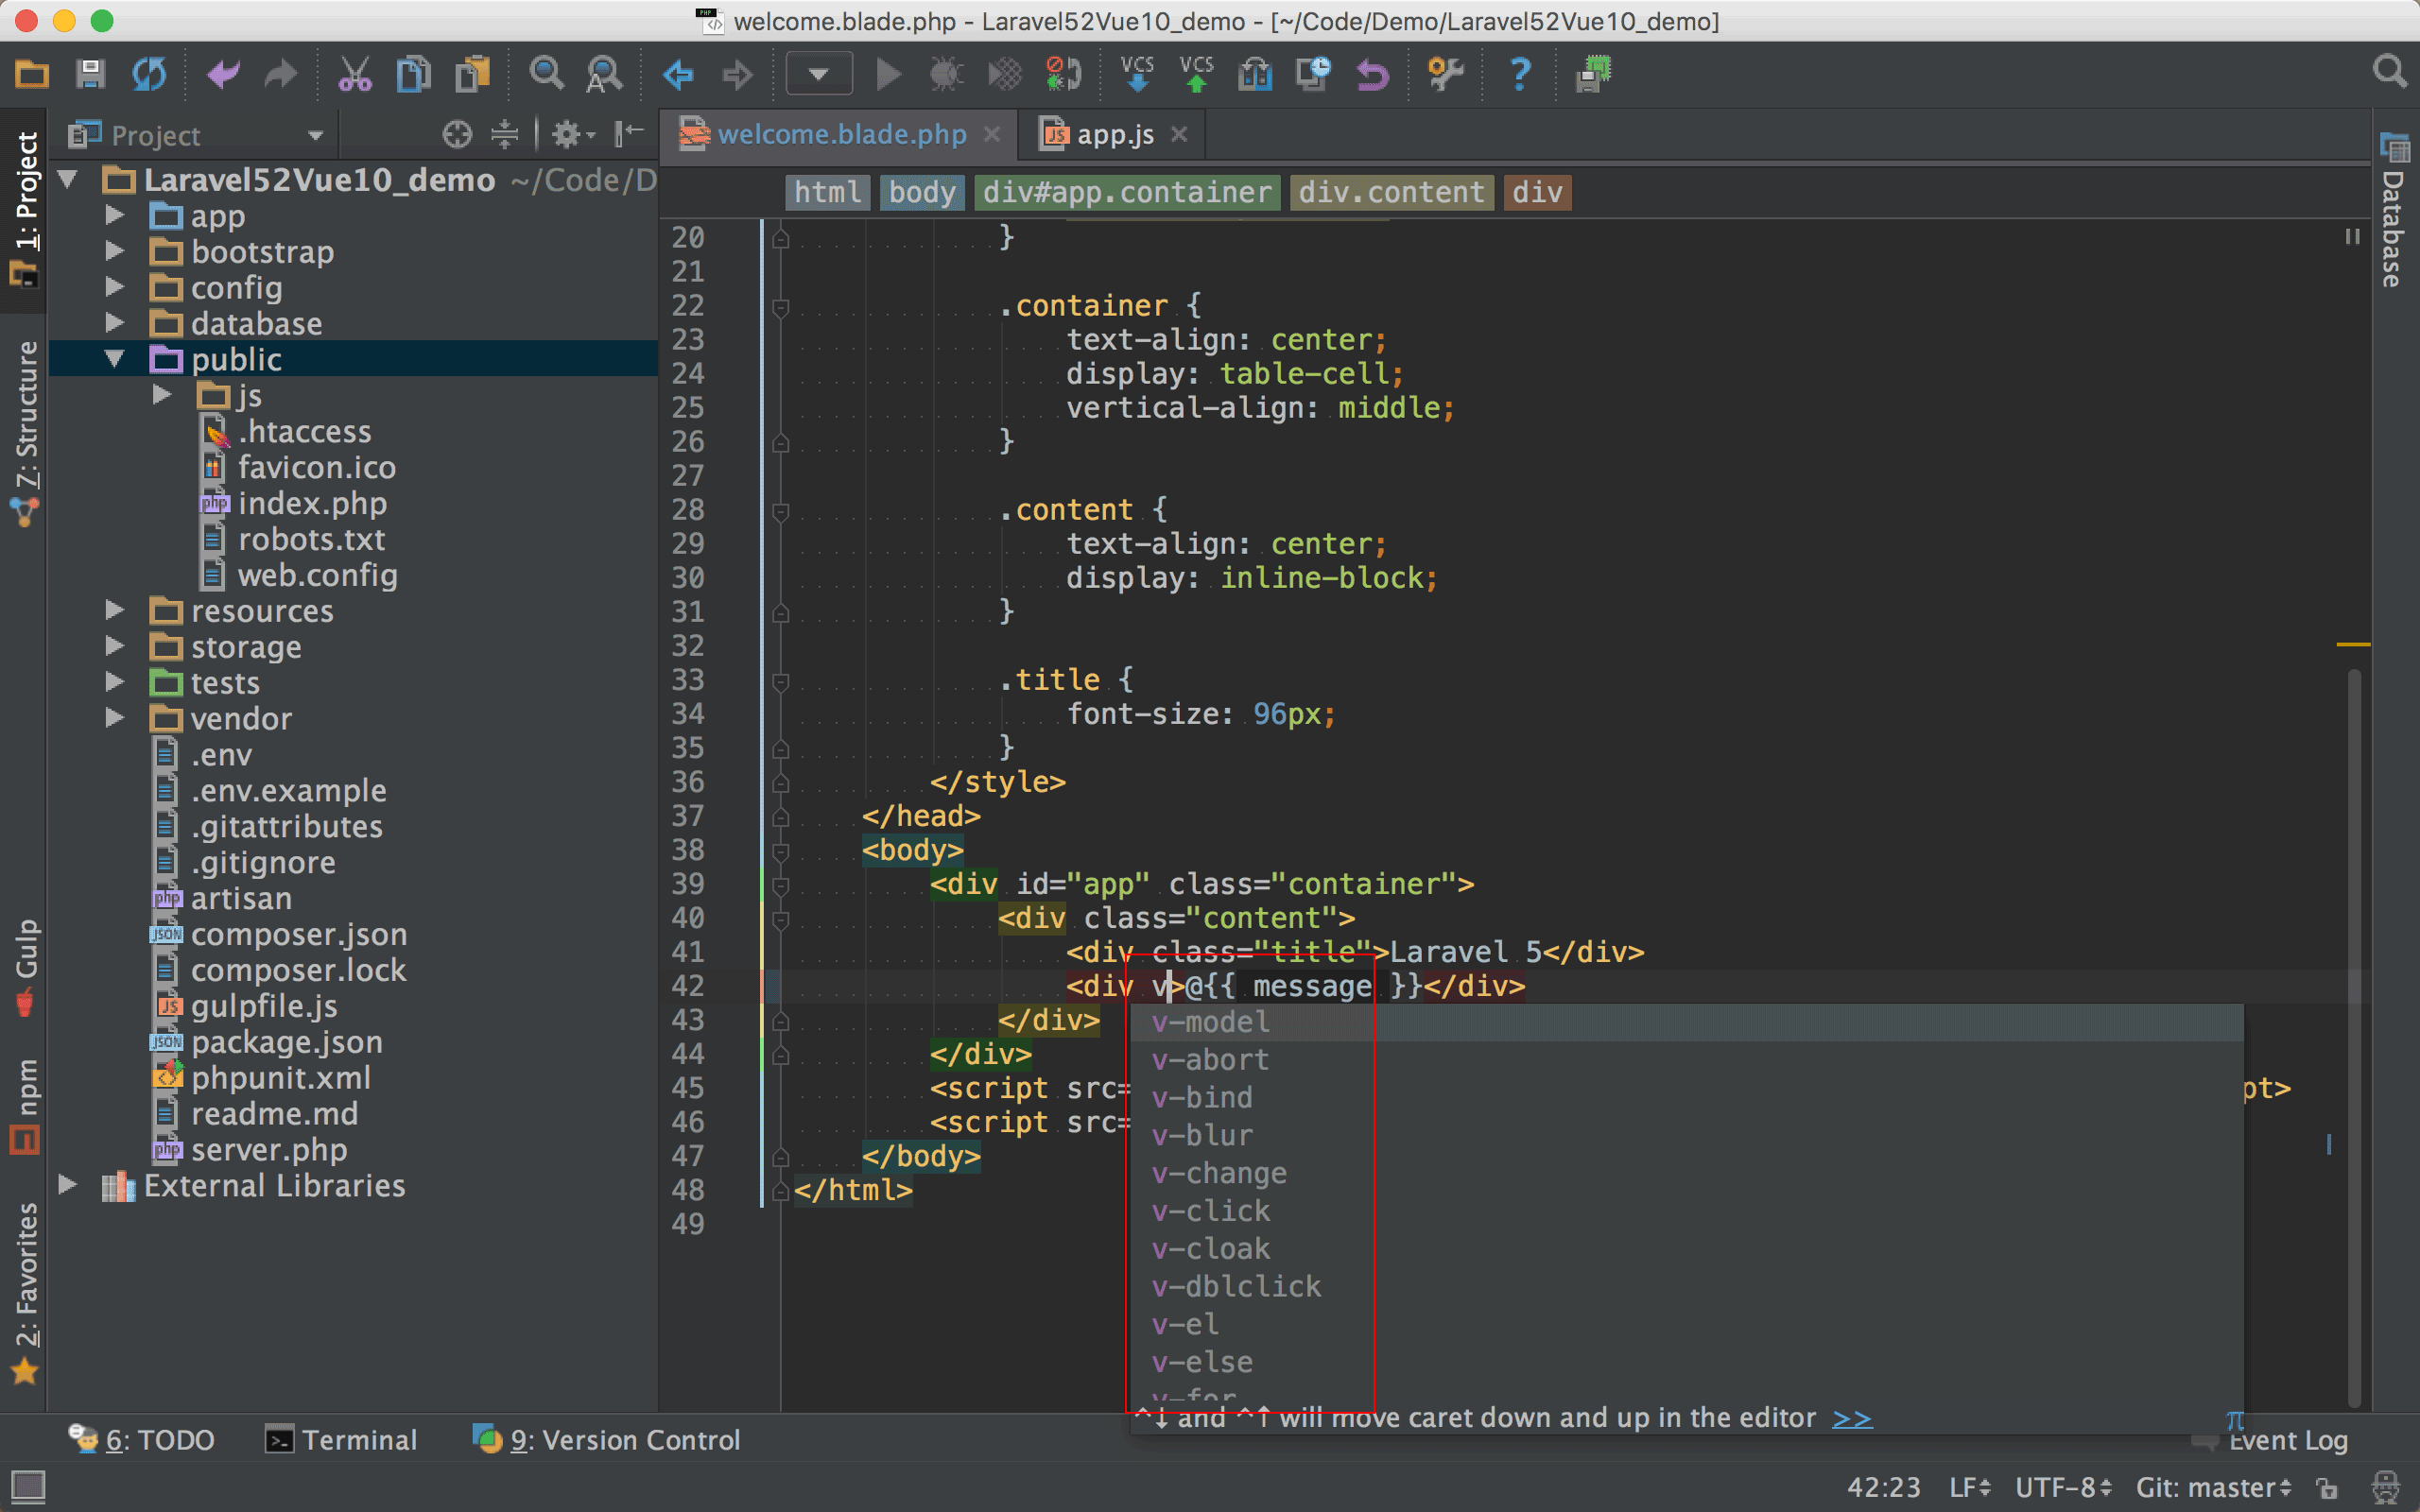 welcome.blade.php - Laravel52Vue10_demo - [~/Code/Demo/Laravel52Vue10_demo]
VCS VCS ?
1: Project
7: Structure
Gulp
npm
2: Favorites
Project
Laravel52Vue10_demo ~/Code/D
app
bootstrap
config
database
public
js
.htaccess
favicon.ico
index.php
robots.txt
web.config
resources
storage
tests
vendor
.env
.env.example
.gitattributes
.gitignore
artisan
composer.json
composer.lock
gulpfile.js
package.json
phpunit.xml
readme.md
server.php
External Libraries
welcome.blade.php app.js
html body div#app.container div.content div
20 }
21
22 .container {
23 text-align: center;
24 display: table-cell;
25 vertical-align: middle;
26 }
27
28 .content {
29 text-align: center;
30 display: inline-block;
31 }
32
33 .title {
34 font-size: 96px;
35 }
36 </style>
37 </head>
38 <body>
39 <div id="app" class="container">
40 <div class="content">
41 <div class="title">Laravel 5</div>
42 <div v>@{{ message }}</div>
43 </div>
44 </div>
45 <script src= pt>
46 <script src=
47 </body>
48 </html>
49
v-model
v-abort
v-bind
v-blur
v-change
v-click
v-cloak
v-dblclick
v-el
v-else
v-for
^↓ and ^↑ will move caret down and up in the editor >>
π
Database
6: TODO Terminal 9: Version Control Event Log
42:23 LF UTF-8 Git: master